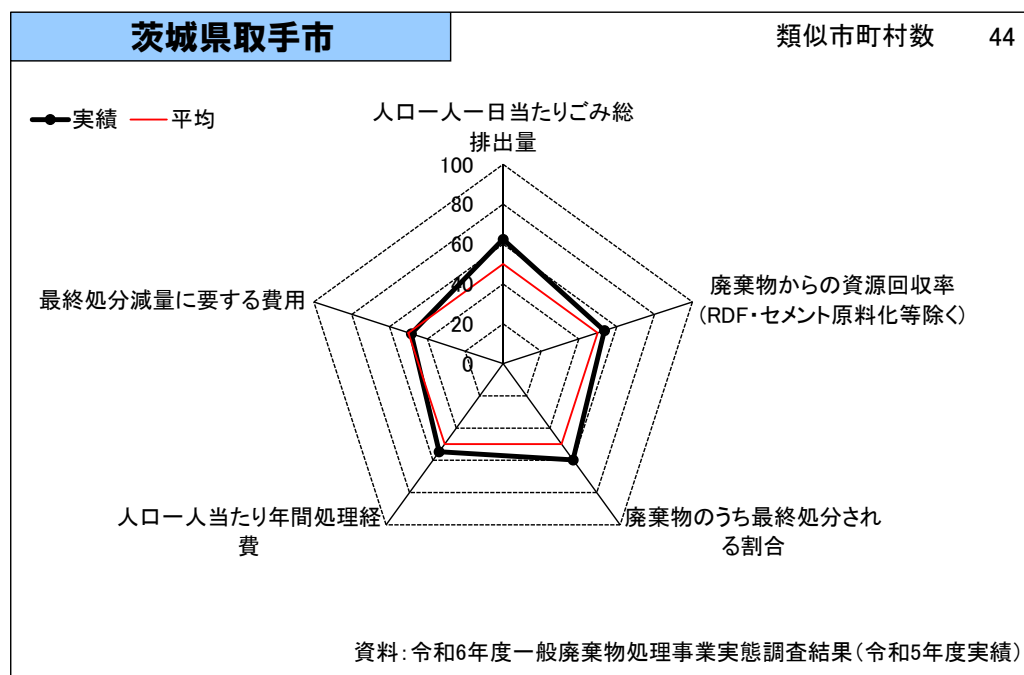 茨城県取手市
類似市町村数 44
実績 平均
人口一人一日当たりごみ総
排出量
100
80
60
40
20
0
廃棄物からの資源回収率
(RDF・セメント原料化等除く)
最終処分減量に要する費用
人口一人当たり年間処理経
費
廃棄物のうち最終処分され
る割合
資料:令和6年度一般廃棄物処理事業実態調査結果(令和5年度実績)